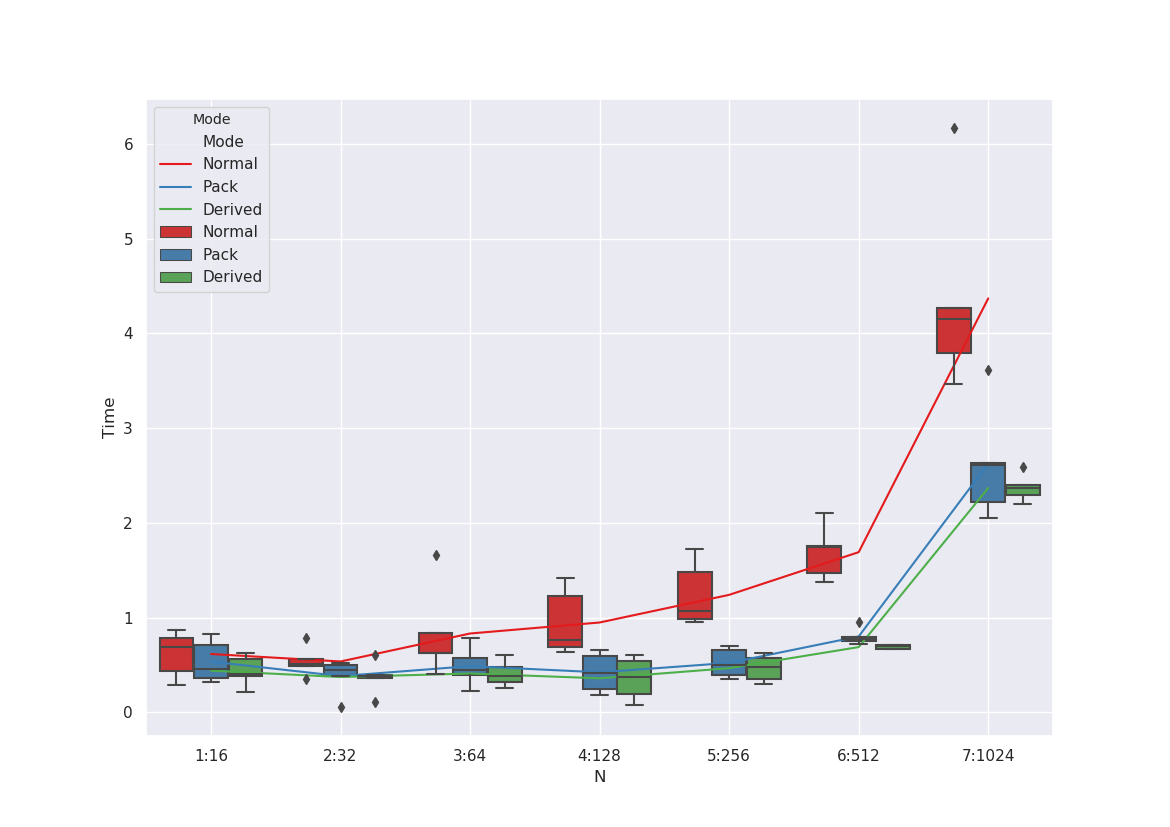 Mode
Mode
Normal
Pack
Derived
Normal
Pack
Derived
6
5
4
3
2
1
0
Time
1:16 2:32 3:64 4:128 5:256 6:512 7:1024
N